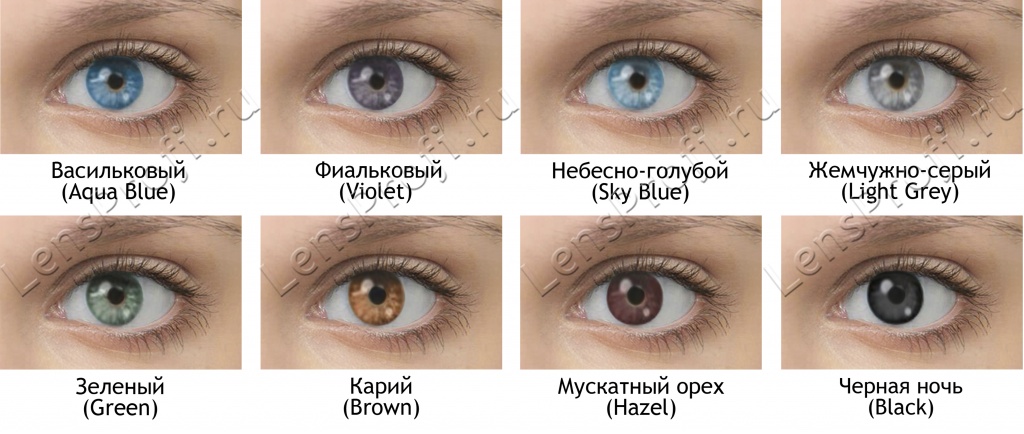 Васильковый
(Aqua Blue)
Фиальковый
(Violet)
Небесно-голубой
(Sky Blue)
Жемчужно-серый
(Light Grey)
Зеленый
(Green)
Карий
(Brown)
Мускатный орех
(Hazel)
Черная ночь
(Black)
Lensprofi.ru
Lensprofi.ru
Lensprofi.ru
Lensprofi.ru